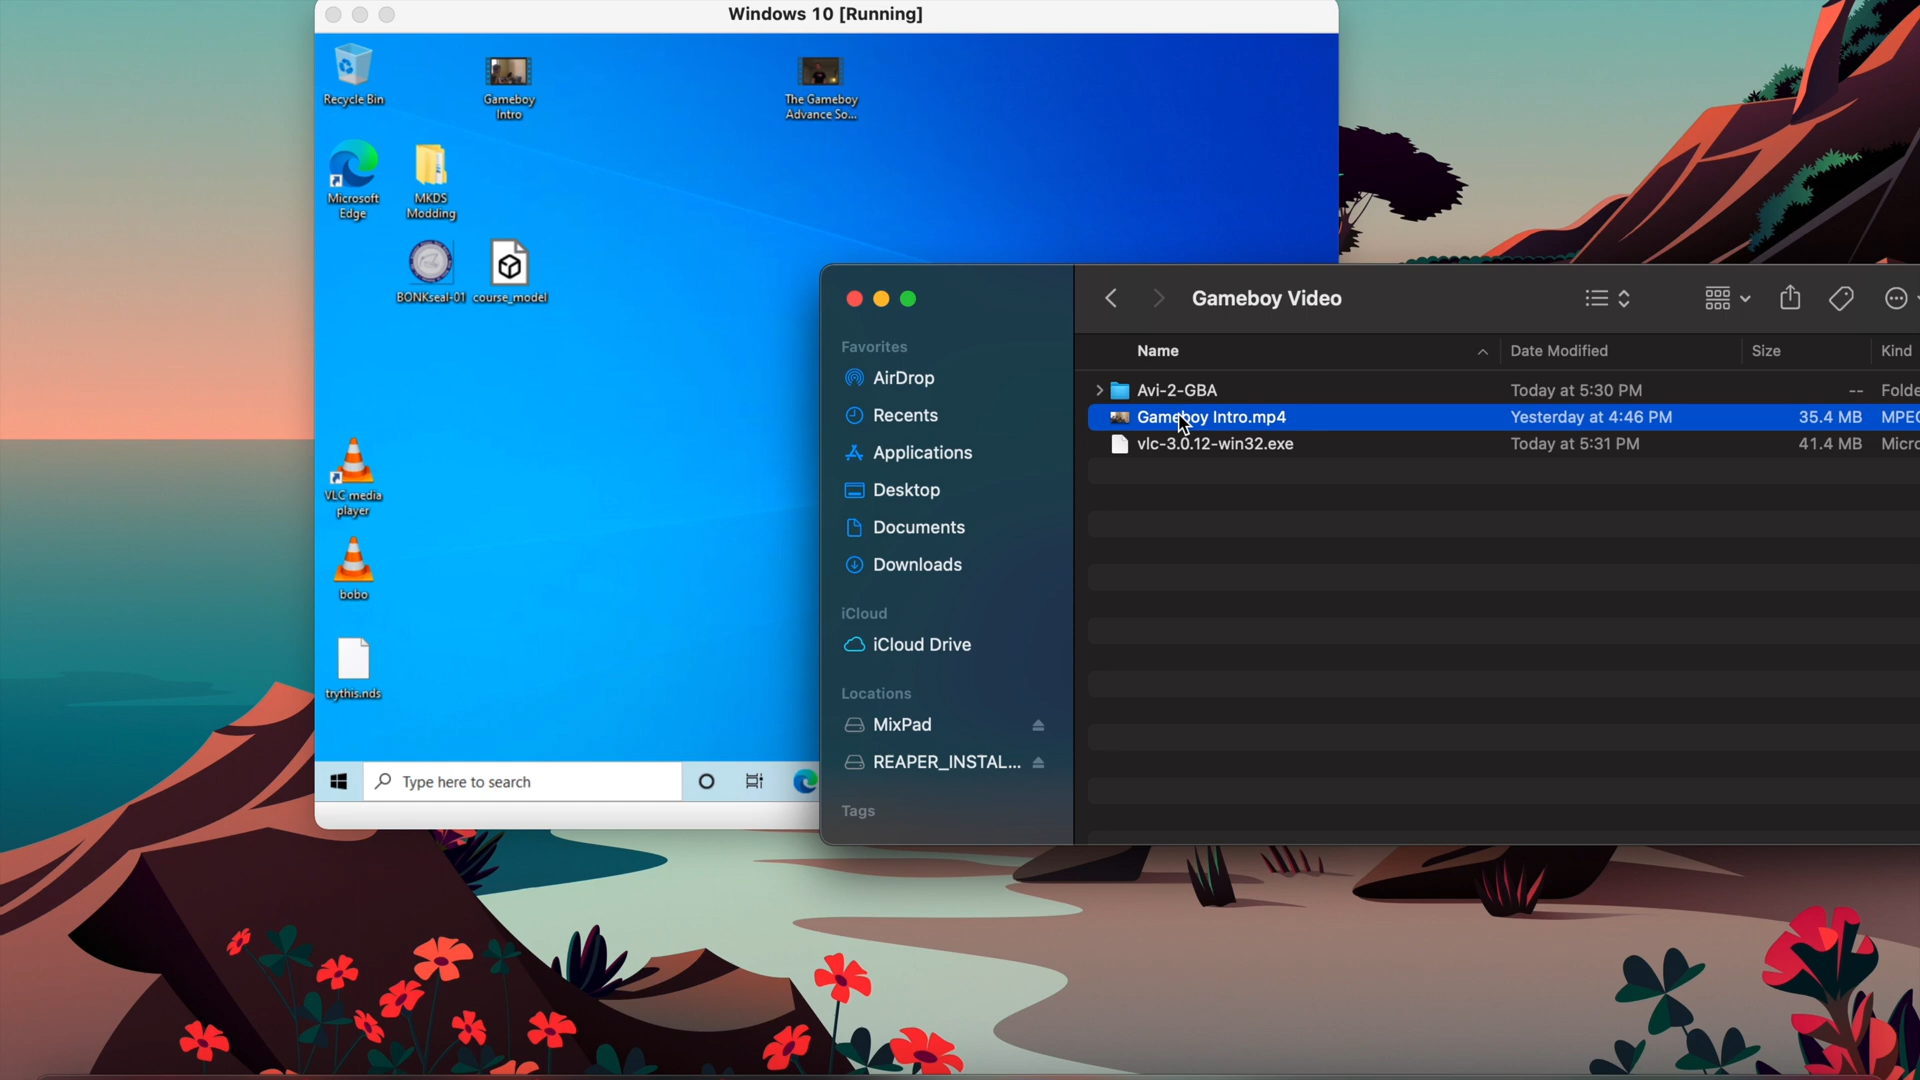 Windows 10 [Running]
Recycle Bin
Gameboy
Intro
The Gameboy
Advance So...
Microsoft
Edge
MKDS
Modding
BONKseal-01
course_model
VLC media
player
bobo
trythis.nds
Type here to search
Gameboy Video
Favorites
AirDrop
Recents
Applications
Desktop
Documents
Downloads
iCloud
iCloud Drive
Locations
MixPad
REAPER_INSTAL...
Tags
Name Date Modified Size Kind
Avi-2-GBA Today at 5:30 PM -- Folde
Gameboy Intro.mp4 Yesterday at 4:46 PM 35.4 MB MPEG
vlc-3.0.12-win32.exe Today at 5:31 PM 41.4 MB Micro